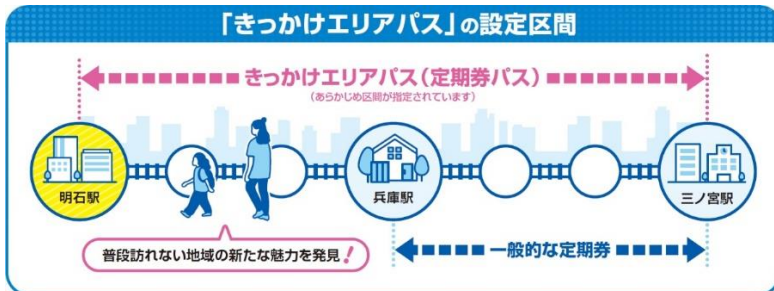 「きっかけエリアパス」の設定区間
きっかけエリアパス(定期券パス)
(あらかじめ区間が指定されています)
明石駅
兵庫駅
三ノ宮駅
普段訪れない地域の新たな魅力を発見!
一般的な定期券